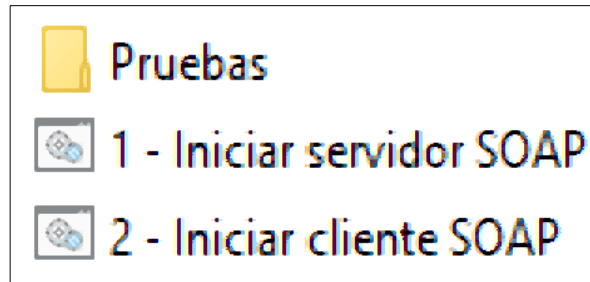 Pruebas
1 - Iniciar servidor SOAP
2 - Iniciar cliente SOAP